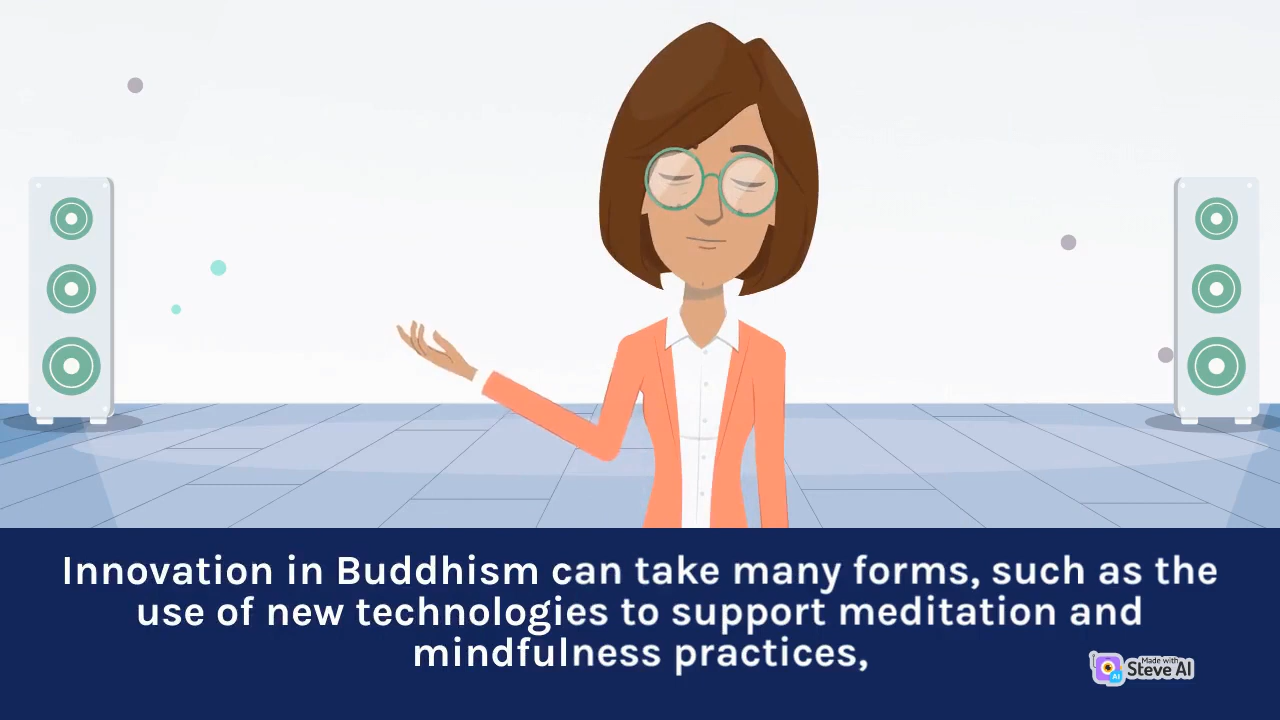 Innovation in Buddhism can take many forms, such as the
use of new technologies to support meditation and
mindfulness practices,
Made with
Steve AI
AI